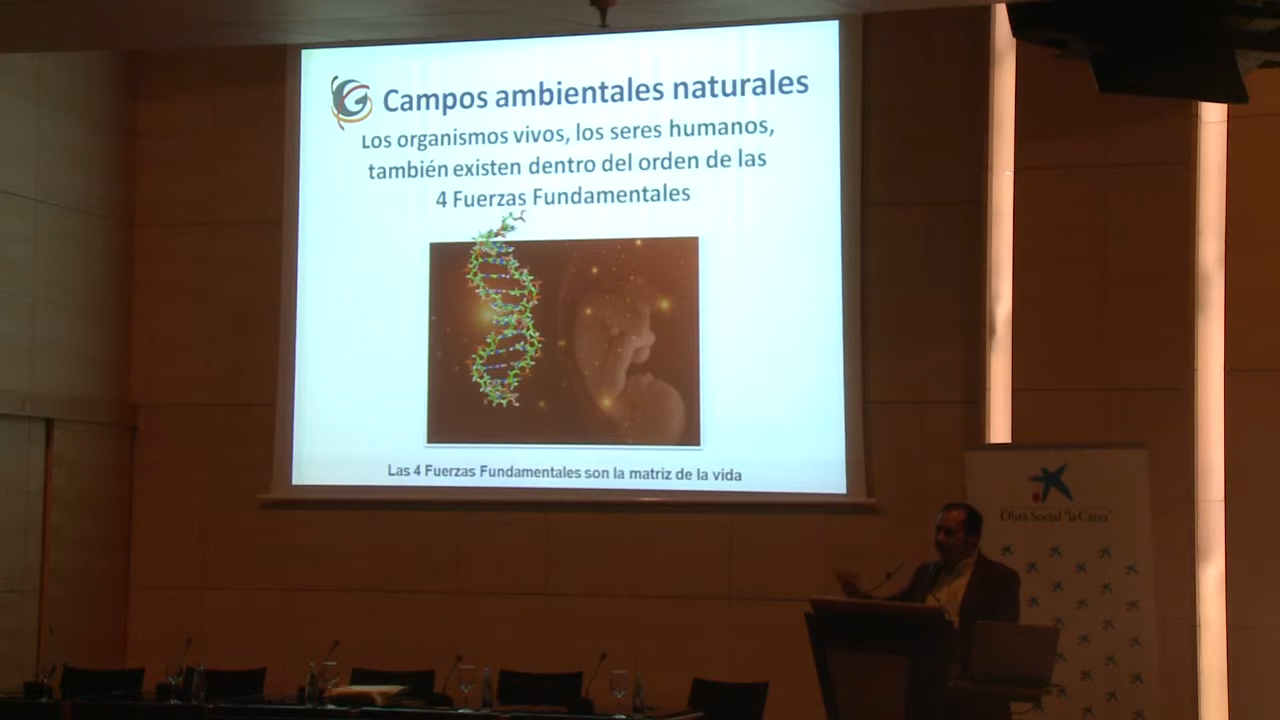 Campos ambientales naturales
Los organismos vivos, los seres humanos,
también existen dentro del orden de las
4 Fuerzas Fundamentales
Las 4 Fuerzas Fundamentales son la matriz de la vida
Obra Social "la Caixa"